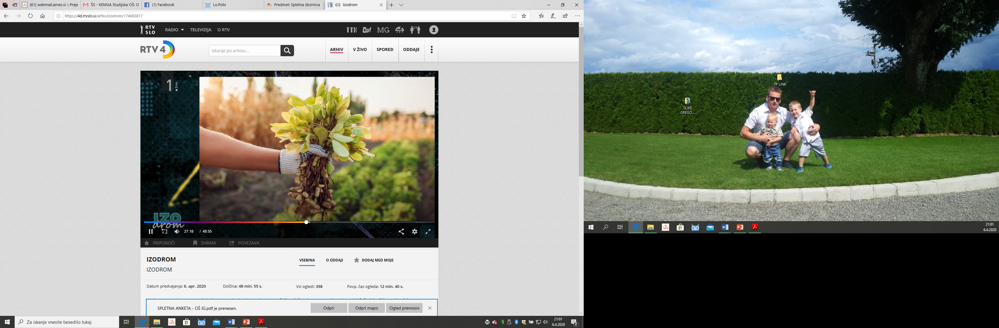 (61) webmail.arnes.si :: Preje
ŠS - KEMIJA študijska OŠ: O
(1) Facebook
Lo.Polis
Predmet: Spletna zbornica
Izodrom
https://4d.rtvslo.si/arhiv/izodrom/174683817
RTV SLO
RADIO
TELEVIZIJA
O RTV
TTX
Op!
MG
RTV 4
Iskanje po arhivu...
ARHIV
V ŽIVO
SPORED
ODDAJE
1
ŽIVO
IZO
drom
10
27:18 / 48:55
PRIPOROČI
SHRANI
POVEZAVA
IZODROM
IZODROM
VSEBINA
O ODDAJI
DODAJ MED MOJE
Datum predvajanja: 6. apr. 2020
Dolžina: 48 min. 55 s.
Vsi ogledi: 398
Povp. čas ogleda: 12 min. 40 s.
SPLETNA ANKETA - OŠ IG.pdf je prenesen.
Odpri
Odpri mapo
Ogled prenosov
Za iskanje vnesite besedilo tukaj
21:01
6.4.2020
2
TP LINK
SLIKE
GREGO...
21:01
6.4.2020